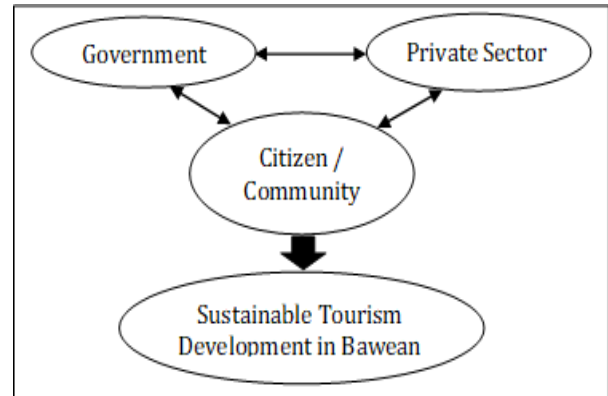 Government
Private Sector
Citizen /
Community
Sustainable Tourism
Development in Bawean